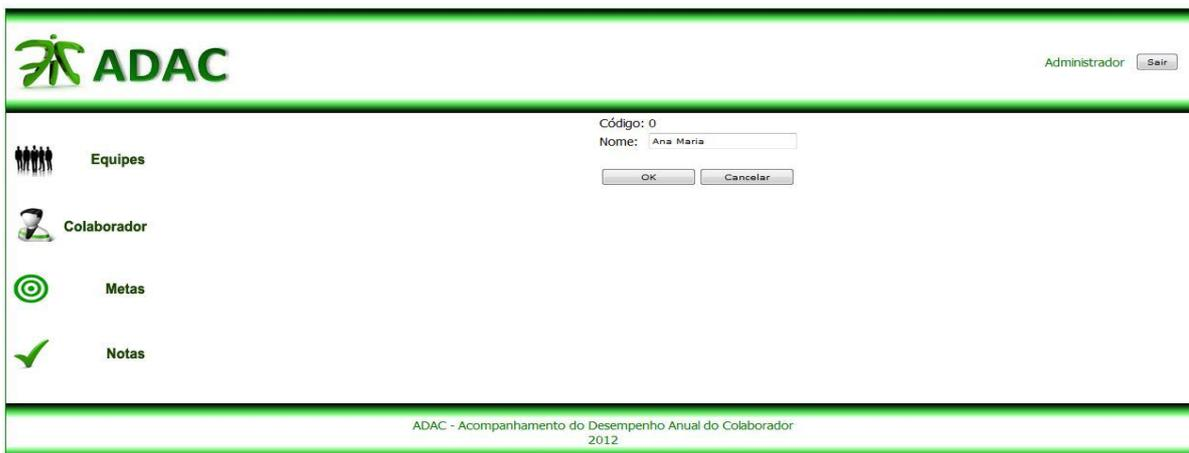 ADAC
Administrador Sair
Código: 0
Nome: Ana Maria
OK Cancelar
Equipes
Colaborador
Metas
Notas
ADAC - Acompanhamento do Desempenho Anual do Colaborador
2012